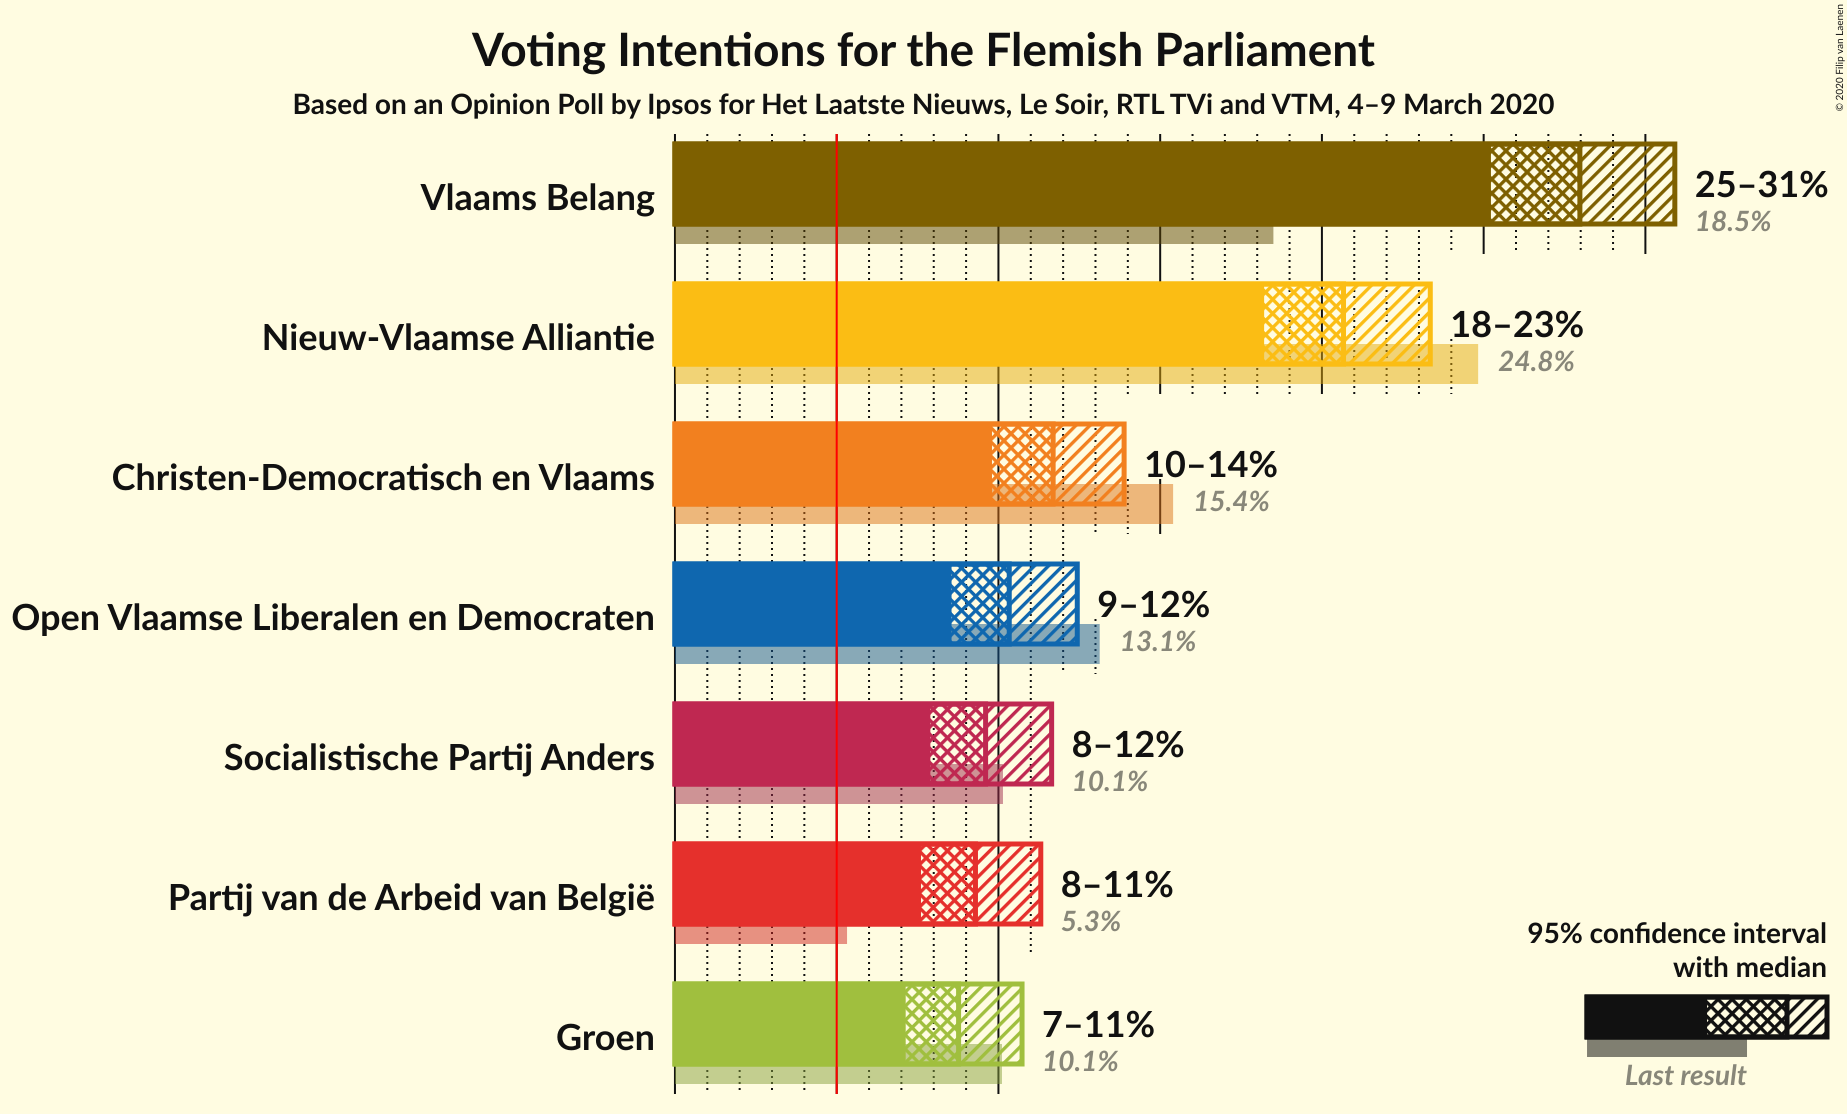 Voting Intentions for the Flemish Parliament
Based on an Opinion Poll by Ipsos for Het Laatste Nieuws, Le Soir, RTL TVi and VTM, 4–9 March 2020
© 2020 Filip van Laenen
Vlaams Belang
25–31%
18.5%
Nieuw-Vlaamse Alliantie
18–23%
24.8%
Christen-Democratisch en Vlaams
10–14%
15.4%
Open Vlaamse Liberalen en Democraten
9–12%
13.1%
Socialistische Partij Anders
8–12%
10.1%
Partij van de Arbeid van België
8–11%
5.3%
Groen
7–11%
10.1%
95% confidence interval
with median
Last result